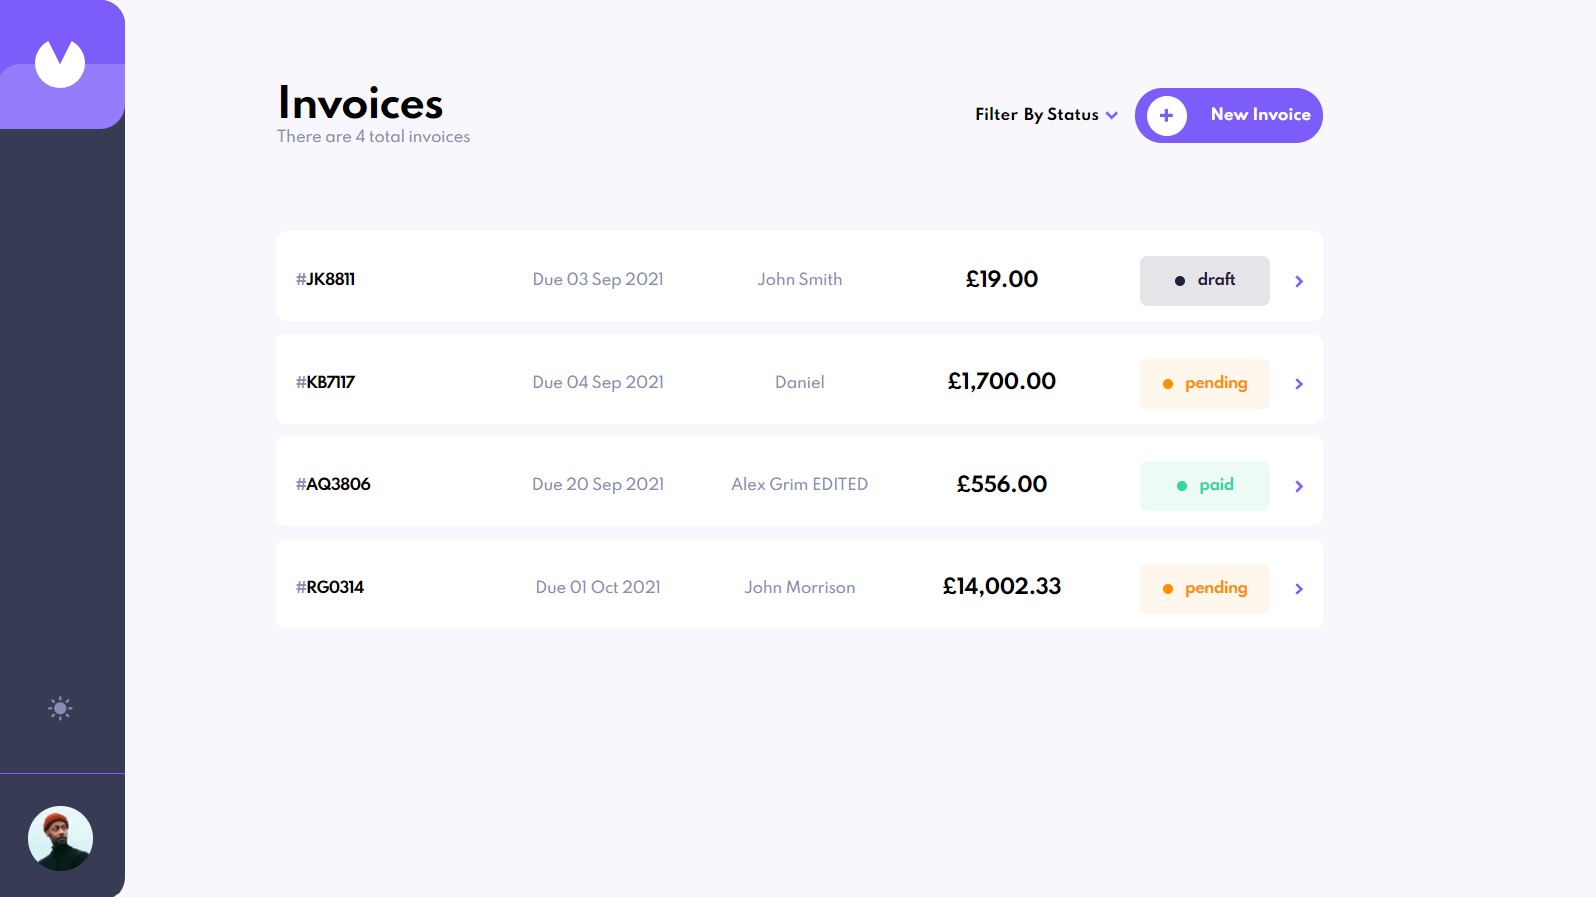 Invoices
There are 4 total invoices
Filter By Status
New Invoice
#JK8811 Due 03 Sep 2021 John Smith £19.00 draft
#KB7117 Due 04 Sep 2021 Daniel £1,700.00 pending
#AQ3806 Due 20 Sep 2021 Alex Grim EDITED £556.00 paid
#RG0314 Due 01 Oct 2021 John Morrison £14,002.33 pending